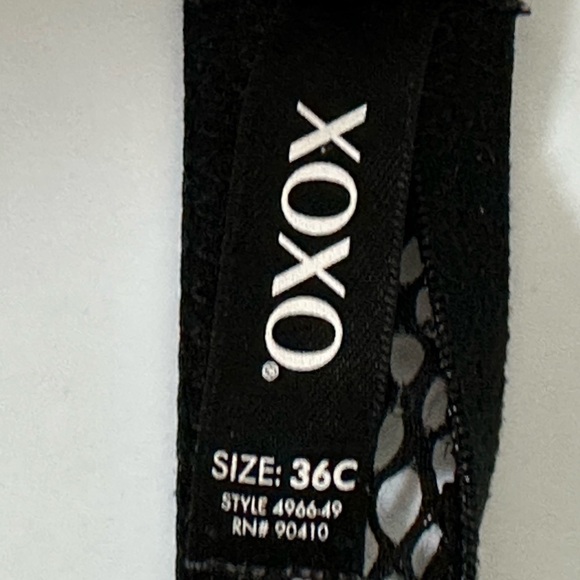 XOXO®
SIZE: 36C
STYLE 4966-49
RN# 90410